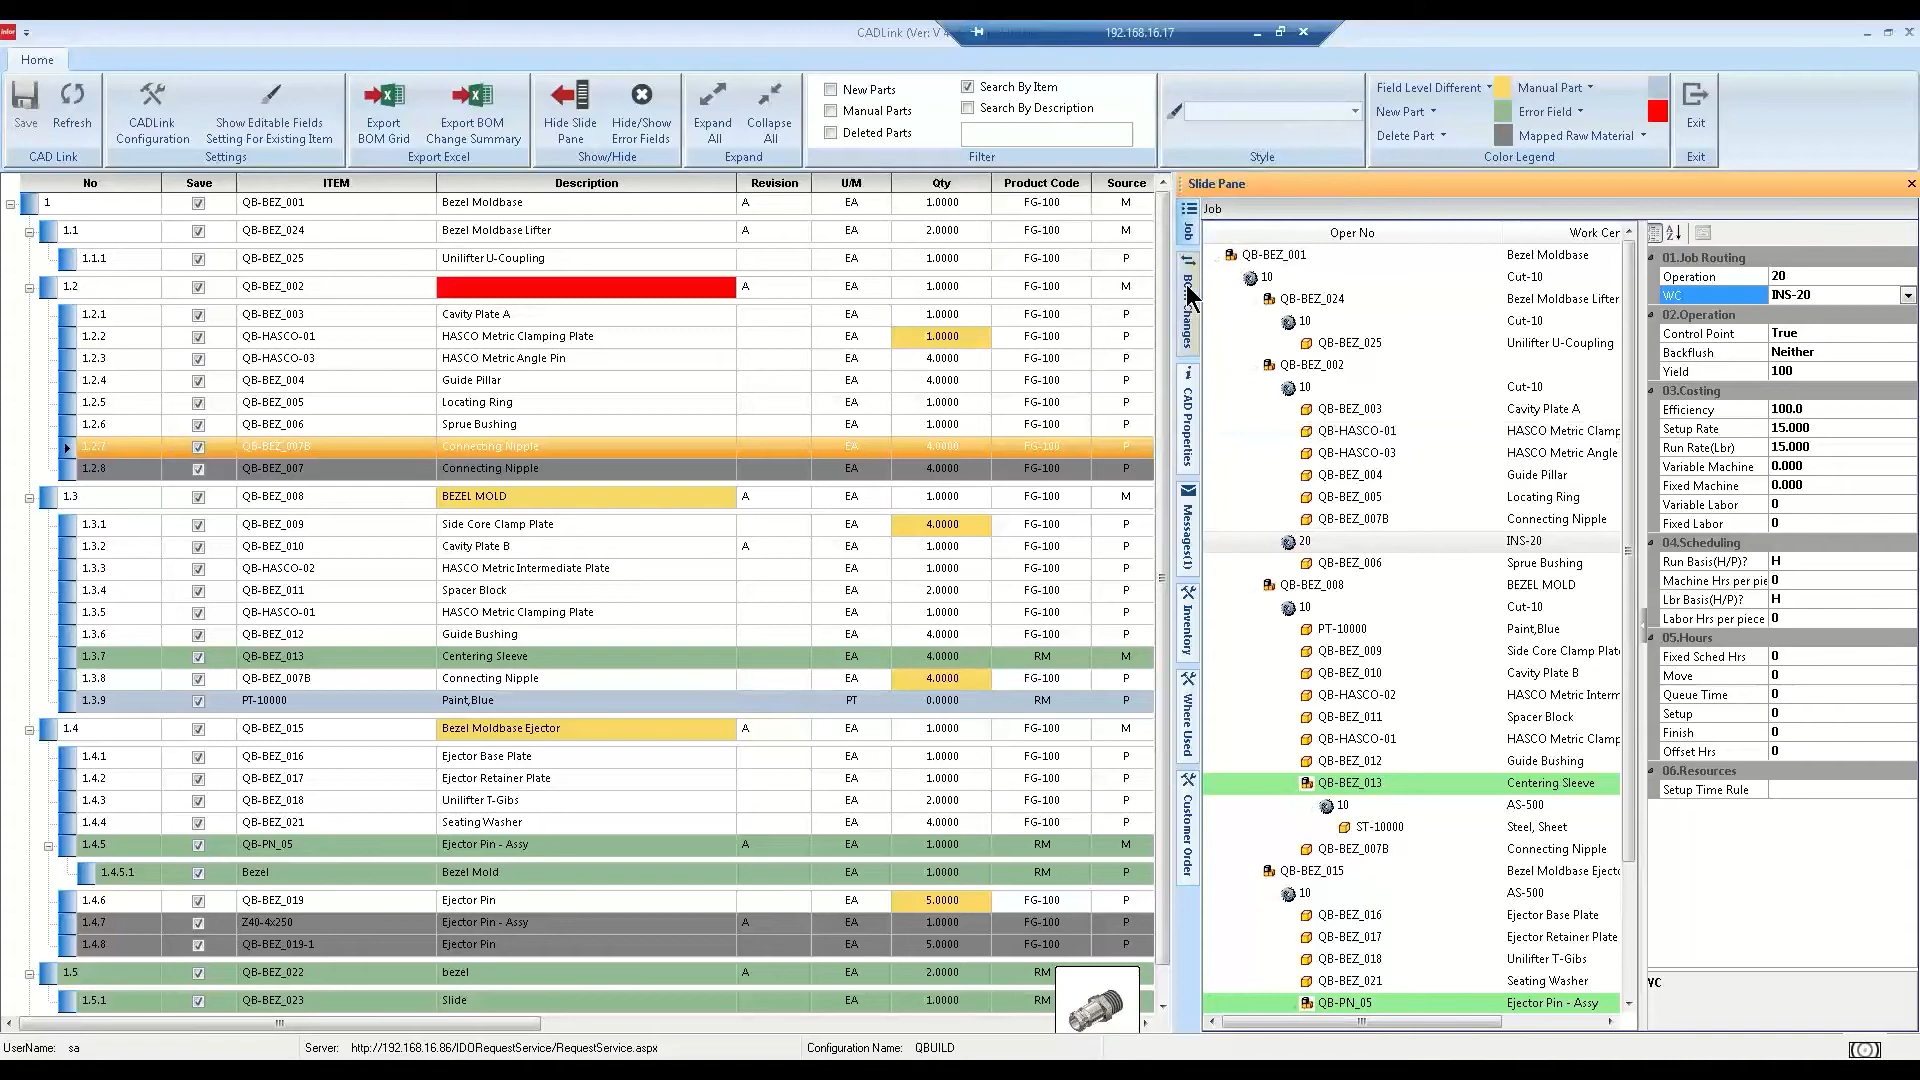 infor
CADLink (Ver: V 4
192.168.16.17
Home
Save
Refresh
CAD Link
CADLink
Configuration
Show Editable Fields
Setting For Existing Item
Settings
Export
BOM Grid
Export BOM
Change Summary
Export Excel
Hide Slide
Pane
Hide/Show
Error Fields
Show/Hide
Expand
All
Collapse
All
Expand
New Parts
Manual Parts
Deleted Parts
Search By Item
Search By Description
Filter
Style
Field Level Different
Manual Part
New Part
Error Field
Delete Part
Mapped Raw Material
Color Legend
Exit
Exit
No Save ITEM Description Revision U/M Qty Product Code Source
1 QB-BEZ_001 Bezel Moldbase A EA 1.0000 FG-100 M
1.1 QB-BEZ_024 Bezel Moldbase Lifter A EA 2.0000 FG-100 M
1.1.1 QB-BEZ_025 Unilifter U-Coupling EA 1.0000 FG-100 P
1.2 QB-BEZ_002 A EA 1.0000 FG-100 M
1.2.1 QB-BEZ_003 Cavity Plate A EA 1.0000 FG-100 P
1.2.2 QB-HASCO-01 HASCO Metric Clamping Plate EA 1.0000 FG-100 P
1.2.3 QB-HASCO-03 HASCO Metric Angle Pin EA 4.0000 FG-100 P
1.2.4 QB-BEZ_004 Guide Pillar EA 4.0000 FG-100 P
1.2.5 QB-BEZ_005 Locating Ring EA 1.0000 FG-100 P
1.2.6 QB-BEZ_006 Sprue Bushing EA 1.0000 FG-100 P
1.2.7 QB-BEZ_007B Connecting Nipple EA 4.0000 FG-100 P
1.2.8 QB-BEZ_007 Connecting Nipple EA 4.0000 FG-100 P
1.3 QB-BEZ_008 BEZEL MOLD A EA 1.0000 FG-100 M
1.3.1 QB-BEZ_009 Side Core Clamp Plate EA 4.0000 FG-100 P
1.3.2 QB-BEZ_010 Cavity Plate B A EA 1.0000 FG-100 P
1.3.3 QB-HASCO-02 HASCO Metric Intermediate Plate EA 1.0000 FG-100 P
1.3.4 QB-BEZ_011 Spacer Block EA 2.0000 FG-100 P
1.3.5 QB-HASCO-01 HASCO Metric Clamping Plate EA 1.0000 FG-100 P
1.3.6 QB-BEZ_012 Guide Bushing EA 4.0000 FG-100 P
1.3.7 QB-BEZ_013 Centering Sleeve EA 4.0000 RM M
1.3.8 QB-BEZ_007B Connecting Nipple EA 4.0000 FG-100 P
1.3.9 PT-10000 Paint,Blue PT 0.0000 RM P
1.4 QB-BEZ_015 Bezel Moldbase Ejector A EA 1.0000 FG-100 M
1.4.1 QB-BEZ_016 Ejector Base Plate EA 1.0000 FG-100 P
1.4.2 QB-BEZ_017 Ejector Retainer Plate EA 1.0000 FG-100 P
1.4.3 QB-BEZ_018 Unilifter T-Gibs EA 2.0000 FG-100 P
1.4.4 QB-BEZ_021 Seating Washer EA 4.0000 FG-100 P
1.4.5 QB-PN_05 Ejector Pin - Assy A EA 1.0000 RM M
1.4.5.1 Bezel Bezel Mold EA 1.0000 RM P
1.4.6 QB-BEZ_019 Ejector Pin EA 5.0000 FG-100 P
1.4.7 Z40-4x250 Ejector Pin - Assy A EA 1.0000 FG-100 P
1.4.8 QB-BEZ_019-1 Ejector Pin EA 5.0000 FG-100 P
1.5 QB-BEZ_022 bezel A EA 2.0000 RM
1.5.1 QB-BEZ_023 Slide EA 1.0000 RM
Slide Pane
Job
Job
Changes
CAD Properties
Messages(1)
Inventory
Where Used
Customer Order
Oper No Work Cer
QB-BEZ_001 Bezel Moldbase
10 Cut-10
QB-BEZ_024 Bezel Moldbase Lifter
10 Cut-10
QB-BEZ_025 Unilifter U-Coupling
QB-BEZ_002
10 Cut-10
QB-BEZ_003 Cavity Plate A
QB-HASCO-01 HASCO Metric Clamp
QB-HASCO-03 HASCO Metric Angle
QB-BEZ_004 Guide Pillar
QB-BEZ_005 Locating Ring
QB-BEZ_007B Connecting Nipple
20 INS-20
QB-BEZ_006 Sprue Bushing
QB-BEZ_008 BEZEL MOLD
10 Cut-10
PT-10000 Paint,Blue
QB-BEZ_009 Side Core Clamp Plat
QB-BEZ_010 Cavity Plate B
QB-HASCO-02 HASCO Metric Interm
QB-BEZ_011 Spacer Block
QB-HASCO-01 HASCO Metric Clamp
QB-BEZ_012 Guide Bushing
QB-BEZ_013 Centering Sleeve
10 AS-500
ST-10000 Steel, Sheet
QB-BEZ_007B Connecting Nipple
QB-BEZ_015 Bezel Moldbase Eject
10 AS-500
QB-BEZ_016 Ejector Base Plate
QB-BEZ_017 Ejector Retainer Plate
QB-BEZ_018 Unilifter T-Gibs
QB-BEZ_021 Seating Washer
QB-PN_05 Ejector Pin - Assy
01.Job Routing
Operation 20
WC INS-20
02.Operation
Control Point True
Backflush Neither
Yield 100
03.Costing
Efficiency 100.0
Setup Rate 15.000
Run Rate(Lbr) 15.000
Variable Machine 0.000
Fixed Machine 0.000
Variable Labor 0
Fixed Labor 0
04.Scheduling
Run Basis(H/P)? H
Machine Hrs per pie 0
Lbr Basis(H/P)? H
Labor Hrs per piece 0
05.Hours
Fixed Sched Hrs 0
Move 0
Queue Time 0
Setup 0
Finish 0
Offset Hrs 0
06.Resources
Setup Time Rule
WC
UserName: sa Server: http://192.168.16.86/IDORequestService/RequestService.aspx Configuration Name: QBUILD